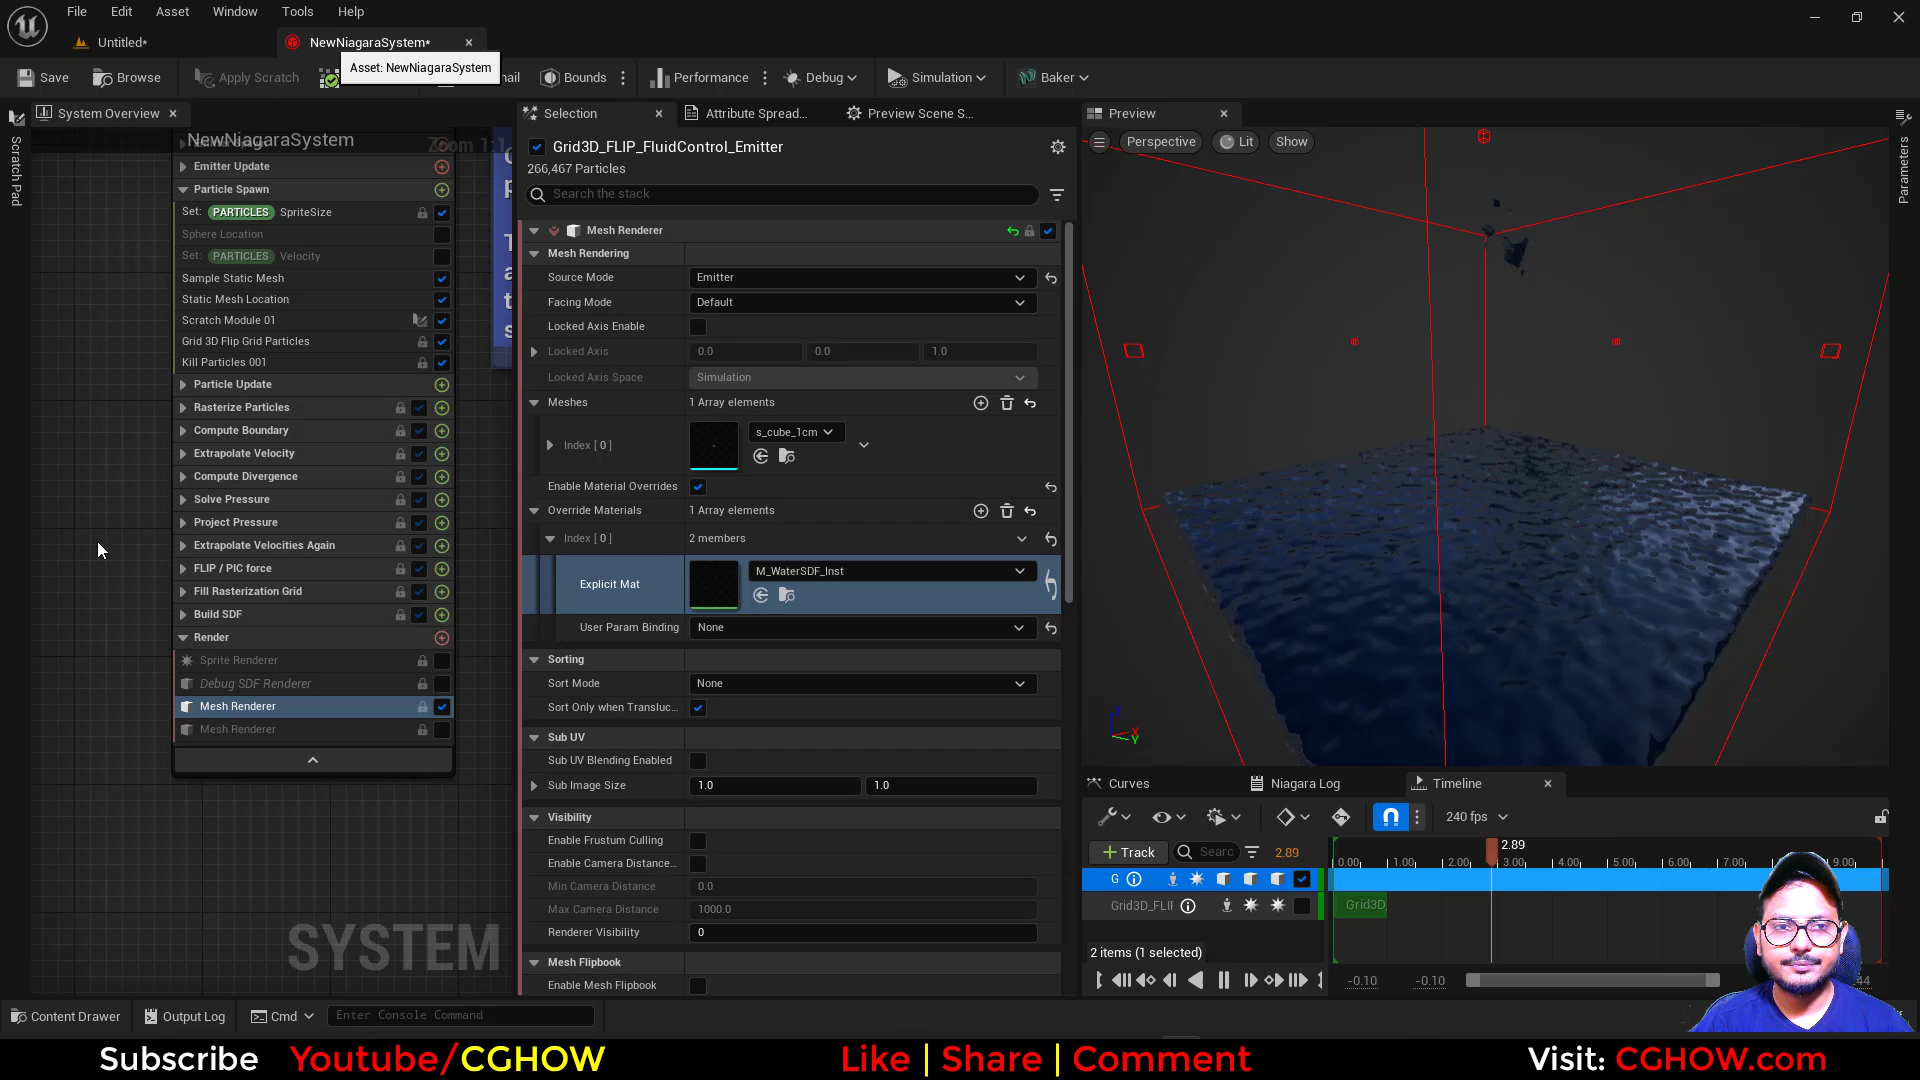 File Edit Asset Window Tools Help
Untitled*
NewNiagaraSystem*
Asset: NewNiagaraSystem
Save Browse Apply Scratch nail Bounds Performance Debug Simulation Baker
Scratch Pad
System Overview
NewNiagaraSystem
Zoom 1:1
Emitter Update
Particle Spawn
Set: PARTICLES SpriteSize
Sphere Location
Set: PARTICLES Velocity
Sample Static Mesh
Static Mesh Location
Scratch Module 01
Grid 3D Flip Grid Particles
Kill Particles 001
Particle Update
Rasterize Particles
Compute Boundary
Extrapolate Velocity
Compute Divergence
Solve Pressure
Project Pressure
Extrapolate Velocities Again
FLIP / PIC force
Fill Rasterization Grid
Build SDF
Render
Sprite Renderer
Debug SDF Renderer
Mesh Renderer
Mesh Renderer
SYSTEM
Selection Attribute Spread... Preview Scene S...
Grid3D_FLIP_FluidControl_Emitter
266,467 Particles
Search the stack
Mesh Renderer
Mesh Rendering
Source Mode Emitter
Facing Mode Default
Locked Axis Enable
Locked Axis 0.0 0.0 1.0
Locked Axis Space Simulation
Meshes 1 Array elements
Index [ 0 ] s_cube_1cm
Enable Material Overrides
Override Materials 1 Array elements
Index [ 0 ] 2 members
Explicit Mat M_WaterSDF_Inst
User Param Binding None
Sorting
Sort Mode None
Sort Only when Transluc...
Sub UV
Sub UV Blending Enabled
Sub Image Size 1.0 1.0
Visibility
Enable Frustum Culling
Enable Camera Distance...
Min Camera Distance 0.0
Max Camera Distance 1000.0
Renderer Visibility 0
Mesh Flipbook
Enable Mesh Flipbook
Preview
Perspective Lit Show
Parameters
Z X Y
Curves Niagara Log Timeline
240 fps
Track Searc 2.89
2.89
0.00 1.00 2.00 3.00 4.00 5.00 6.00 7.00 9.00
G
Grid3D_FLI
Grid3D
2 items (1 selected)
-0.10 -0.10 44
Content Drawer Output Log Cmd Enter Console Command
Subscribe Youtube/CGHOW Like | Share | Comment Visit: CGHOW.com